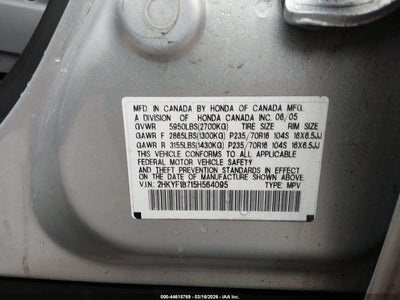 MFD. IN CANADA BY HONDA OF CANADA MFG.,
A DIVISION OF HONDA CANADA INC. 06/05
GVWR 5950LBS(2700KG) TIRE SIZE RIM SIZE
GAWR F 2865LBS(1300KG) P235/70R16 104S 16X6.5JJ
GAWR R 3155LBS(1430KG) P235/70R16 104S 16X6.5JJ
THIS VEHICLE CONFORMS TO ALL APPLICABLE
FEDERAL MOTOR VEHICLE SAFETY
AND THEFT PREVENTION STANDARDS IN EFFECT
ON THE DATE OF MANUFACTURE SHOWN ABOVE.
V.I.N: 2HKYF18715H564095 TYPE: MPV
000-44618769 - 03/16/2026 - IAA Inc.